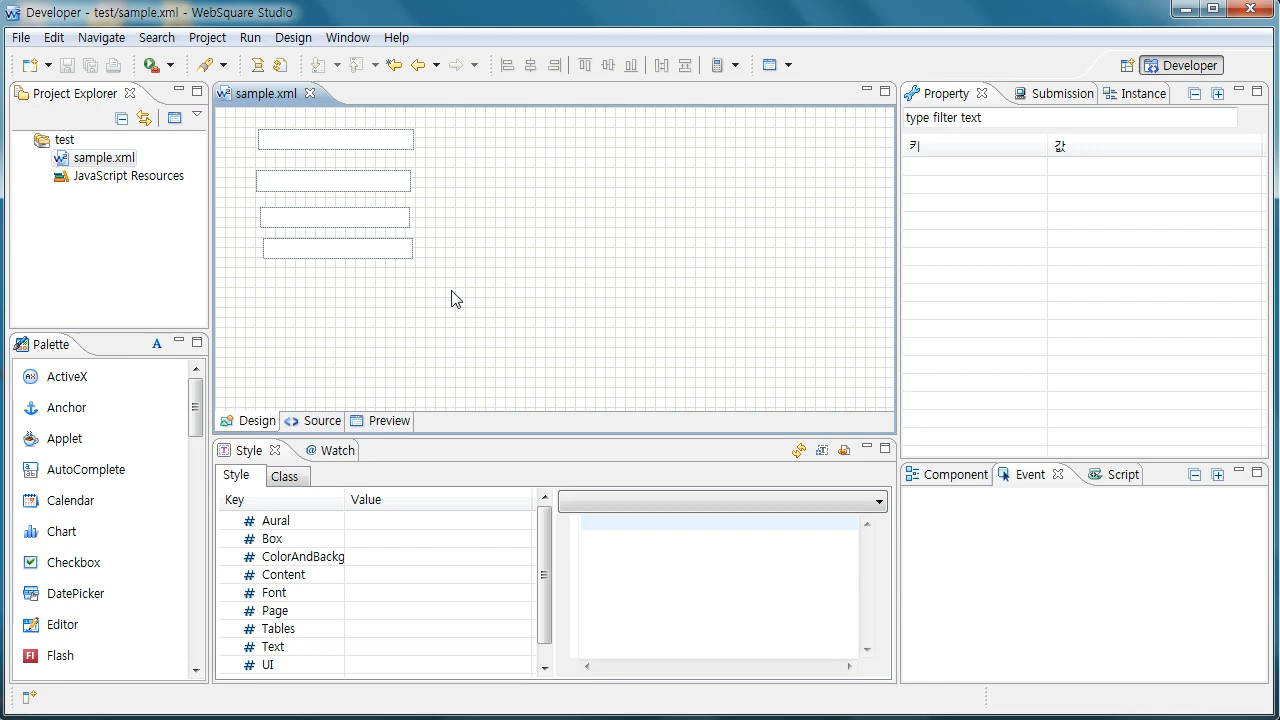 Developer - test/sample.xml - WebSquare Studio
File Edit Navigate Search Project Run Design Window Help
Developer
Project Explorer
test
sample.xml
JavaScript Resources
Palette A
ActiveX
Anchor
Applet
AutoComplete
Calendar
Chart
Checkbox
DatePicker
Editor
Flash
sample.xml
Design Source Preview
Style Watch
Style Class
Key Value
# Aural
# Box
# ColorAndBackg
# Content
# Font
# Page
# Tables
# Text
# UI
Property Submission Instance
type filter text
키 값
Component Event Script